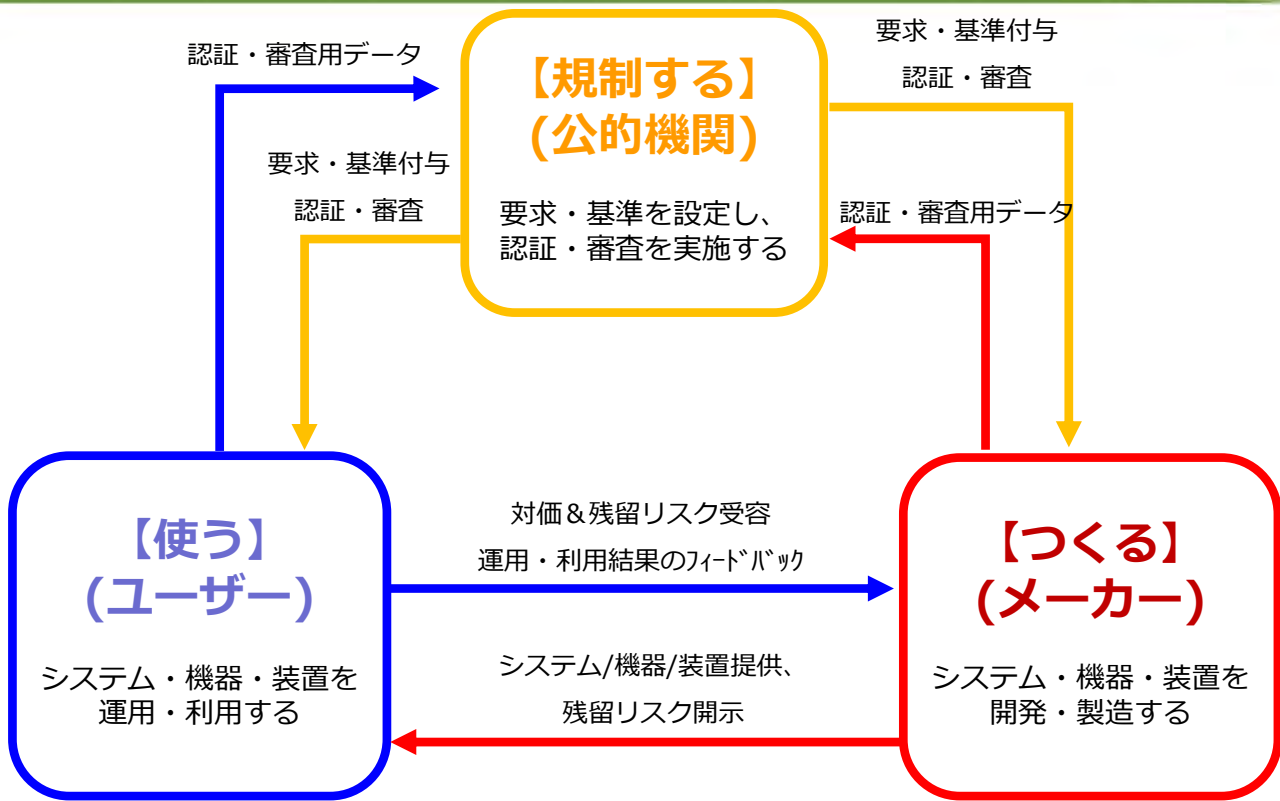 認証・審査用データ
要求・基準付与
認証・審査
【規制する】
(公的機関)
要求・基準を設定し、
認証・審査を実施する
要求・基準付与
認証・審査
認証・審査用データ
【使う】
(ユーザー)
システム・機器・装置を
運用・利用する
対価&残留リスク受容
運用・利用結果のﾌｨｰﾄﾞﾊﾞｯｸ
システム/機器/装置提供、
残留リスク開示
【つくる】
(メーカー)
システム・機器・装置を
開発・製造する